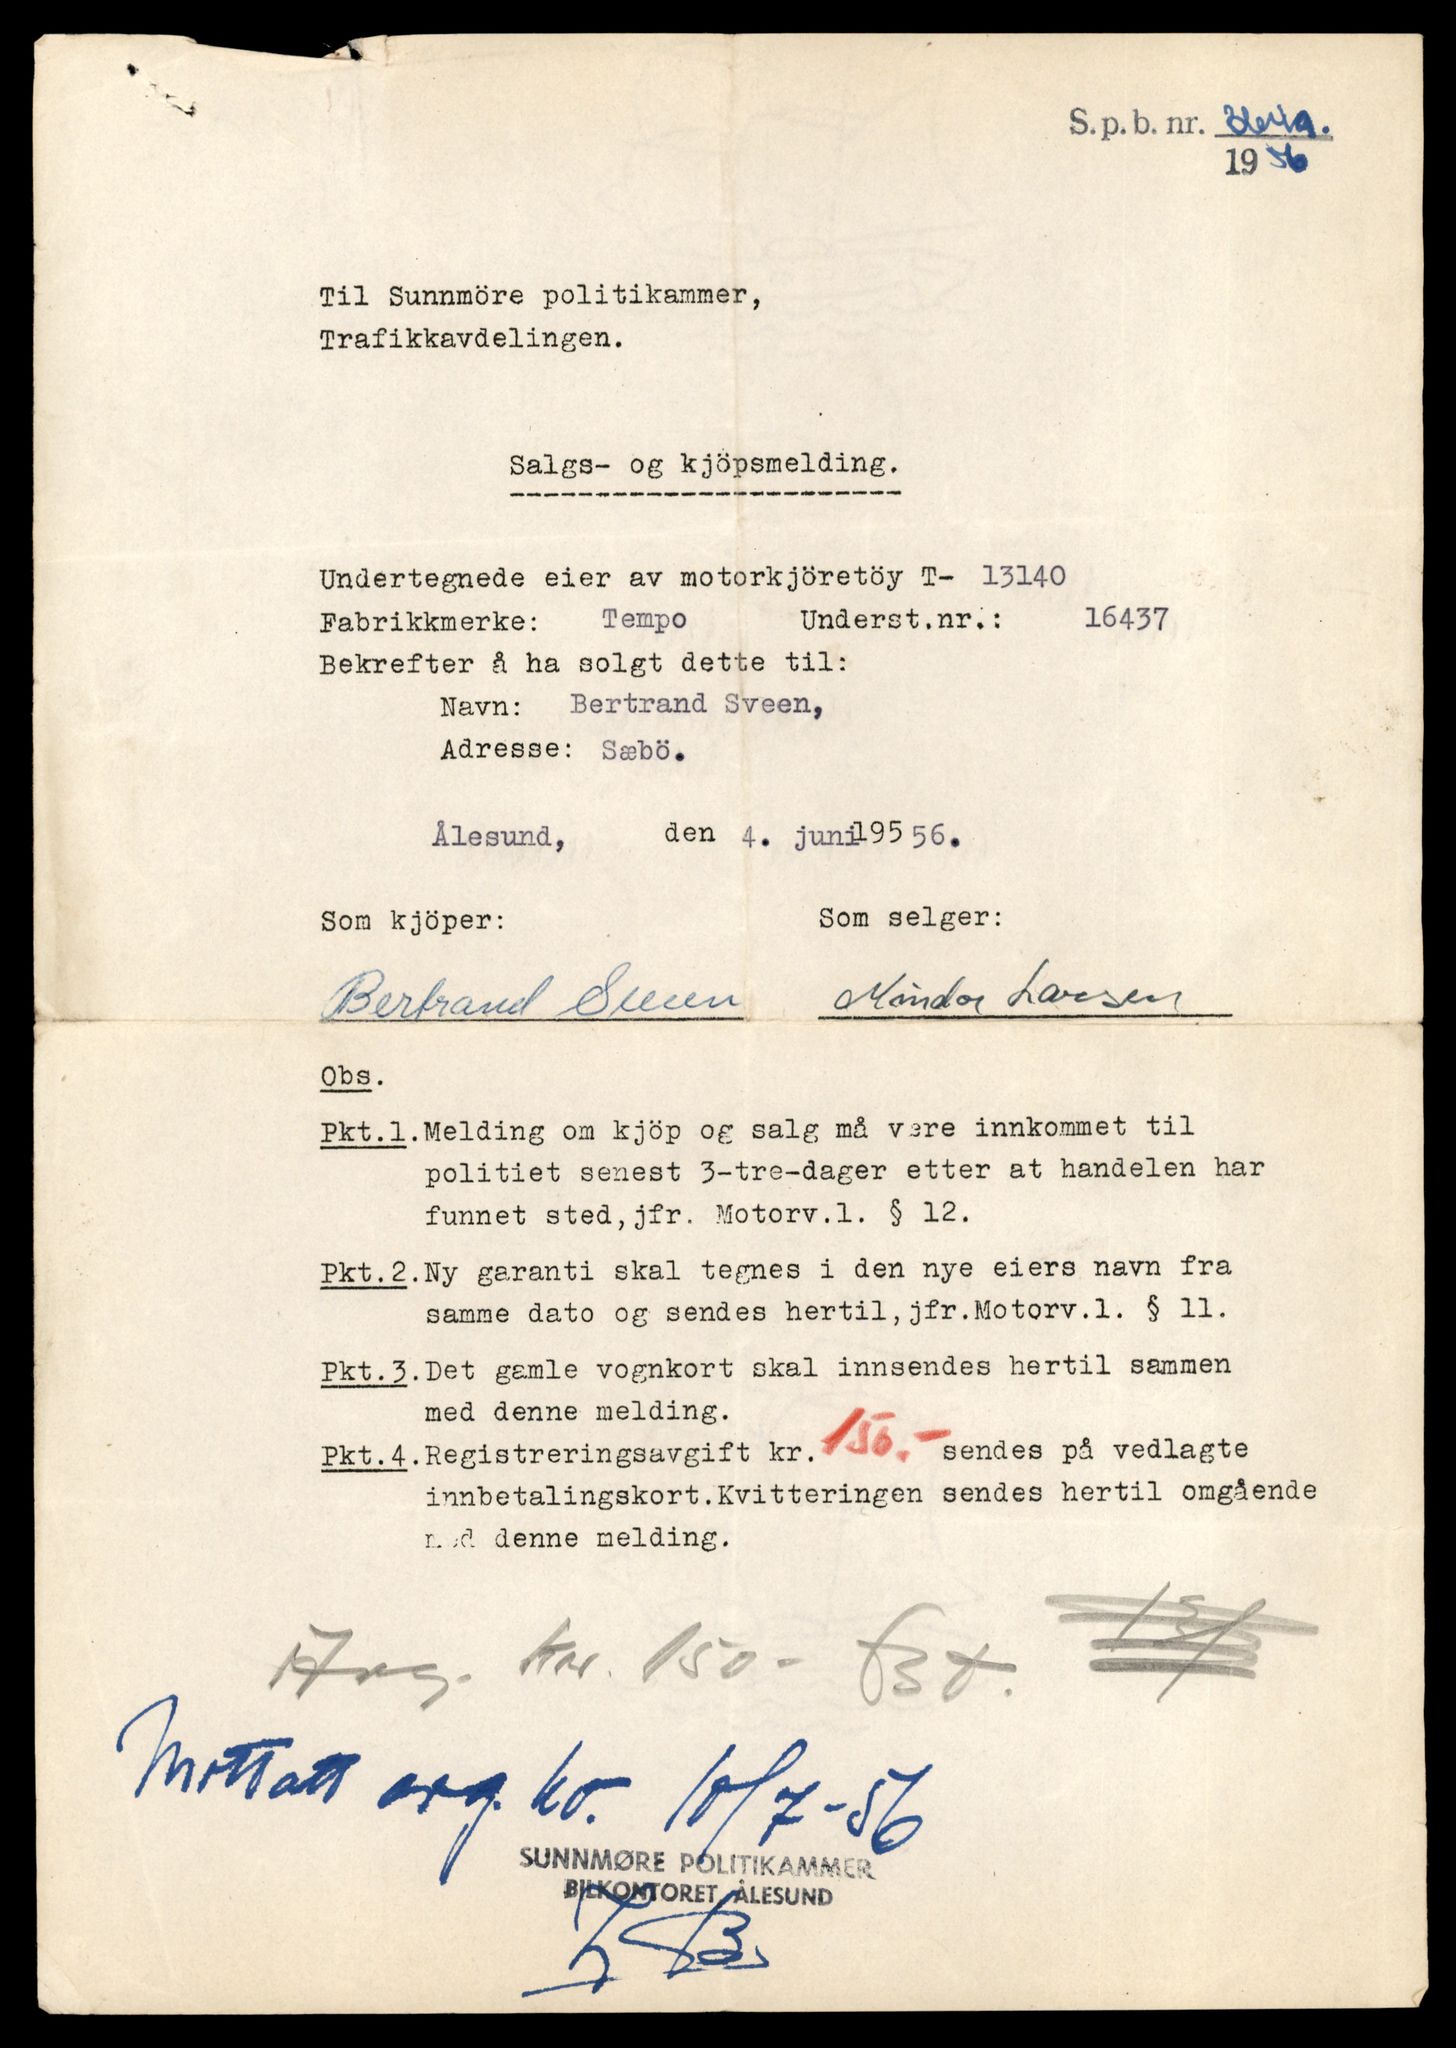 S.p.b. nr.
1956
Til Sunnmöre politikammer,
Trafikkavdelingen.
Salgs- og kjöpsmelding.
Undertegnede eier av motorkjöretöy T- 13140
Fabrikkmerke: Tempo Underst.nr.: 16437
Bekrefter å ha solgt dette til:
Navn: Bertrand Sveen,
Adresse: Sæbö.
Ålesund, den 4. juni 195 56.
Som kjöper: Som selger:
Bertrand Sveen Mindor Larsen
Obs.
Pkt.1. Melding om kjöp og salg må være innkommet til
politiet senest 3-tre-dager etter at handelen har
funnet sted, jfr. Motorv.l. § 12.
Pkt.2. Ny garanti skal tegnes i den nye eiers navn fra
samme dato og sendes hertil, jfr.Motorv.l. § 11.
Pkt.3. Det gamle vognkort skal innsendes hertil sammen
med denne melding.
Pkt.4. Registreringsavgift kr. 150.- sendes på vedlagte
innbetalingskort.Kvitteringen sendes hertil omgående
med denne melding.
Avg. kr. 150-
Mottatt org. kv. 10/7-56
SUNNMØRE POLITIKAMMER
BILKONTORET, ÅLESUND